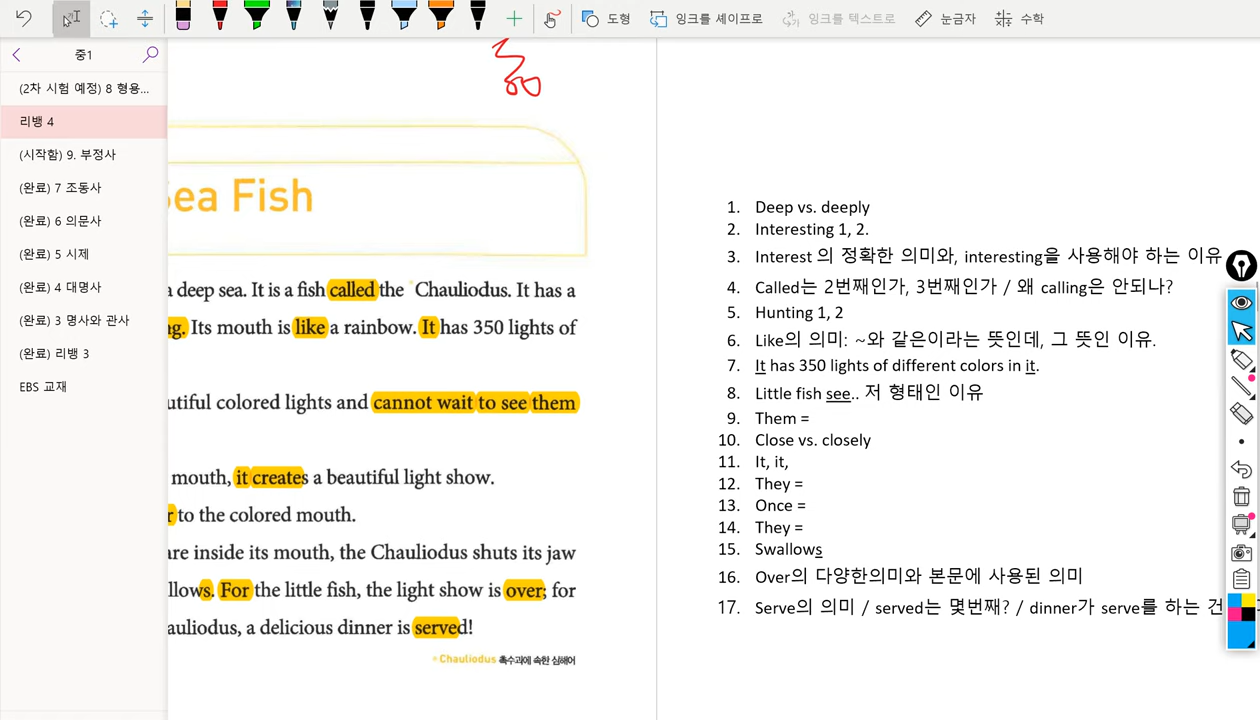 도형
잉크를 셰이프로
잉크를 텍스트로
눈금자
수학
중1
(2차 시험 예정) 8 형용...
리뱅 4
(시작함) 9. 부정사
(완료) 7 조동사
(완료) 6 의문사
(완료) 5 시제
(완료) 4 대명사
(완료) 3 명사와 관사
(완료) 리뱅 3
EBS 교재
Sea Fish
a deep sea. It is a fish called the *Chauliodus. It has a
ng. Its mouth is like a rainbow. It has 350 lights of
utiful colored lights and cannot wait to see them
mouth, it creates a beautiful light show.
r to the colored mouth.
are inside its mouth, the Chauliodus shuts its jaw
llows. For the little fish, the light show is over; for
auliodus, a delicious dinner is served!
* Chauliodus 촉수과에 속한 심해어
1. Deep vs. deeply
2. Interesting 1, 2.
3. Interest 의 정확한 의미와, interesting을 사용해야 하는 이유
4. Called는 2번째인가, 3번째인가 / 왜 calling은 안되나?
5. Hunting 1, 2
6. Like의 의미: ~와 같은이라는 뜻인데, 그 뜻인 이유.
7. It has 350 lights of different colors in it.
8. Little fish see.. 저 형태인 이유
9. Them =
10. Close vs. closely
11. It, it,
12. They =
13. Once =
14. They =
15. Swallows
16. Over의 다양한의미와 본문에 사용된 의미
17. Serve의 의미 / served는 몇번째? / dinner가 serve를 하는 건